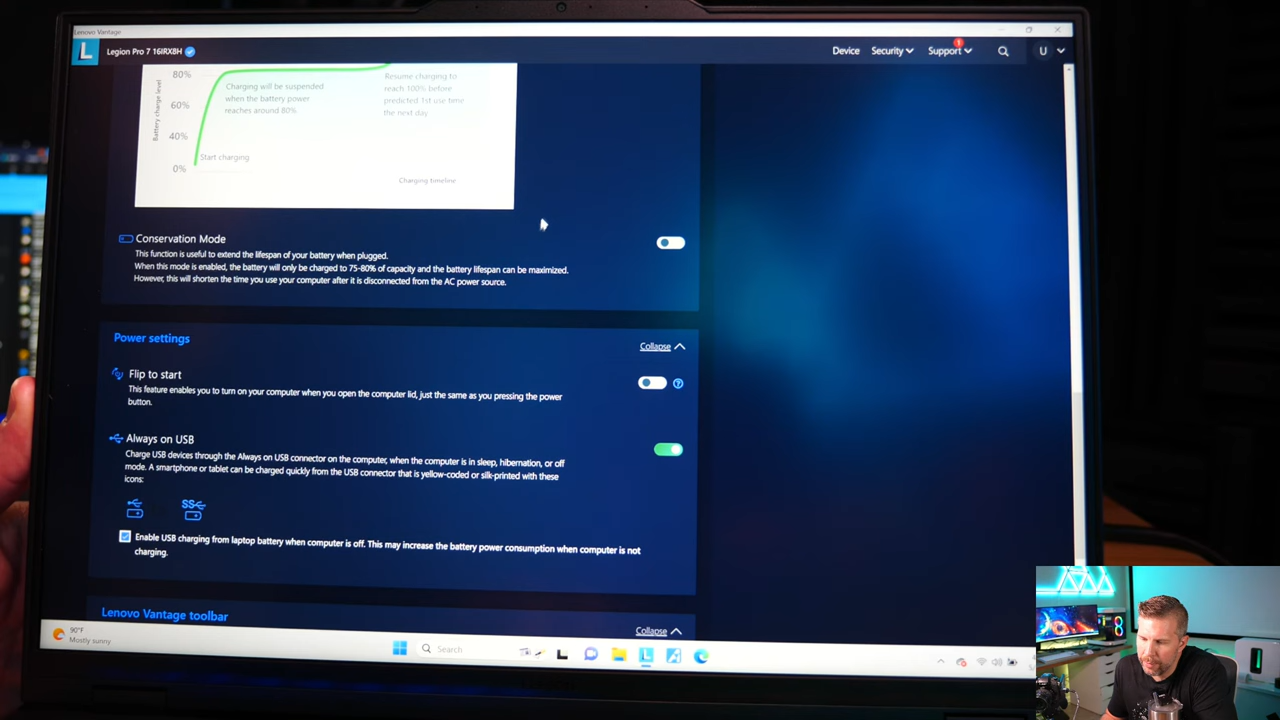 Lenovo Vantage
L
Legion Pro 7 16IRX8H
Device Security Support U
1
80%
60%
40%
0%
Battery charge level
Charging will be suspended
when the battery power
reaches around 80%
Resume charging to
reach 100% before
predicted 1st use time
the next day
Start charging
Charging timeline
Conservation Mode
This function is useful to extend the lifespan of your battery when plugged.
When this mode is enabled, the battery will only be charged to 75-80% of capacity and the battery lifespan can be maximized.
However, this will shorten the time you use your computer after it is disconnected from the AC power source.
Power settings
Collapse
Flip to start
This feature enables you to turn on your computer when you open the computer lid, just the same as you pressing the power
button.
?
Always on USB
Charge USB devices through the Always on USB connector on the computer, when the computer is in sleep, hibernation, or off
mode. A smartphone or tablet can be charged quickly from the USB connector that is yellow-coded or silk-printed with these
icons:
SS
Enable USB charging from laptop battery when computer is off. This may increase the battery power consumption when computer is not
charging.
Lenovo Vantage toolbar
Collapse
90°F
Mostly sunny
Search
L
L